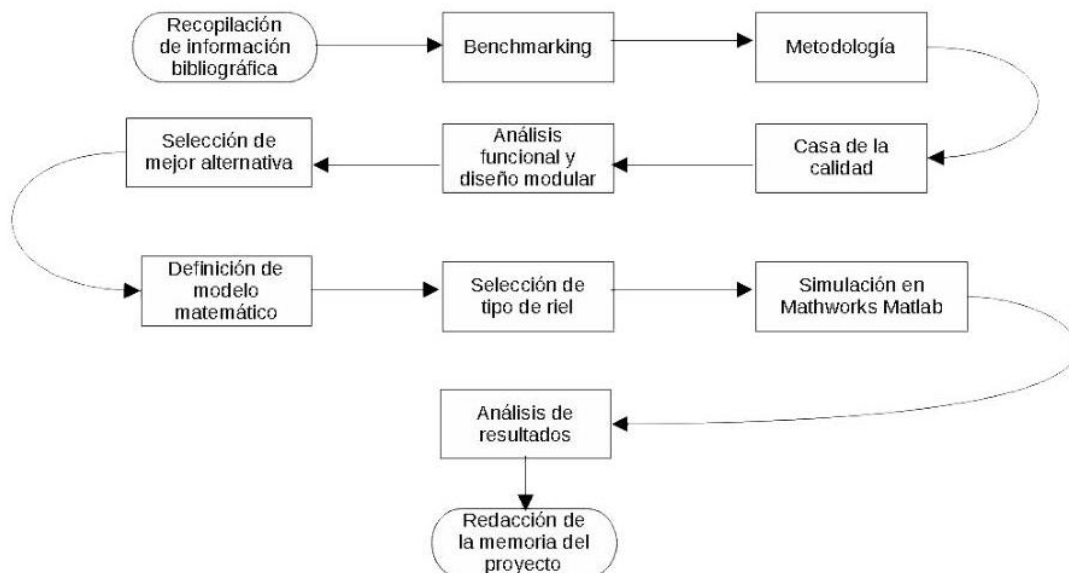 Recopilación
de información
bibliográfica
Benchmarking
Metodología
Selección de
mejor alternativa
Análisis
funcional y
diseño modular
Casa de la
calidad
Definición de
modelo
matemático
Selección de
tipo de riel
Simulación en
Mathworks Matlab
Análisis de
resultados
Redacción de
la memoria del
proyecto